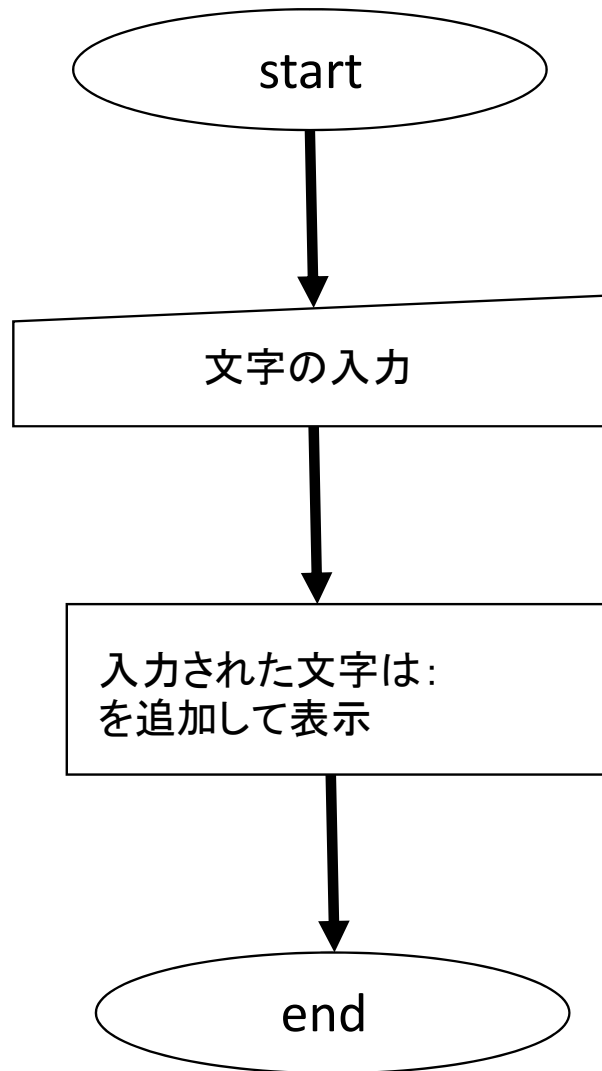 start
文字の入力
入力された文字は：
を追加して表示
end